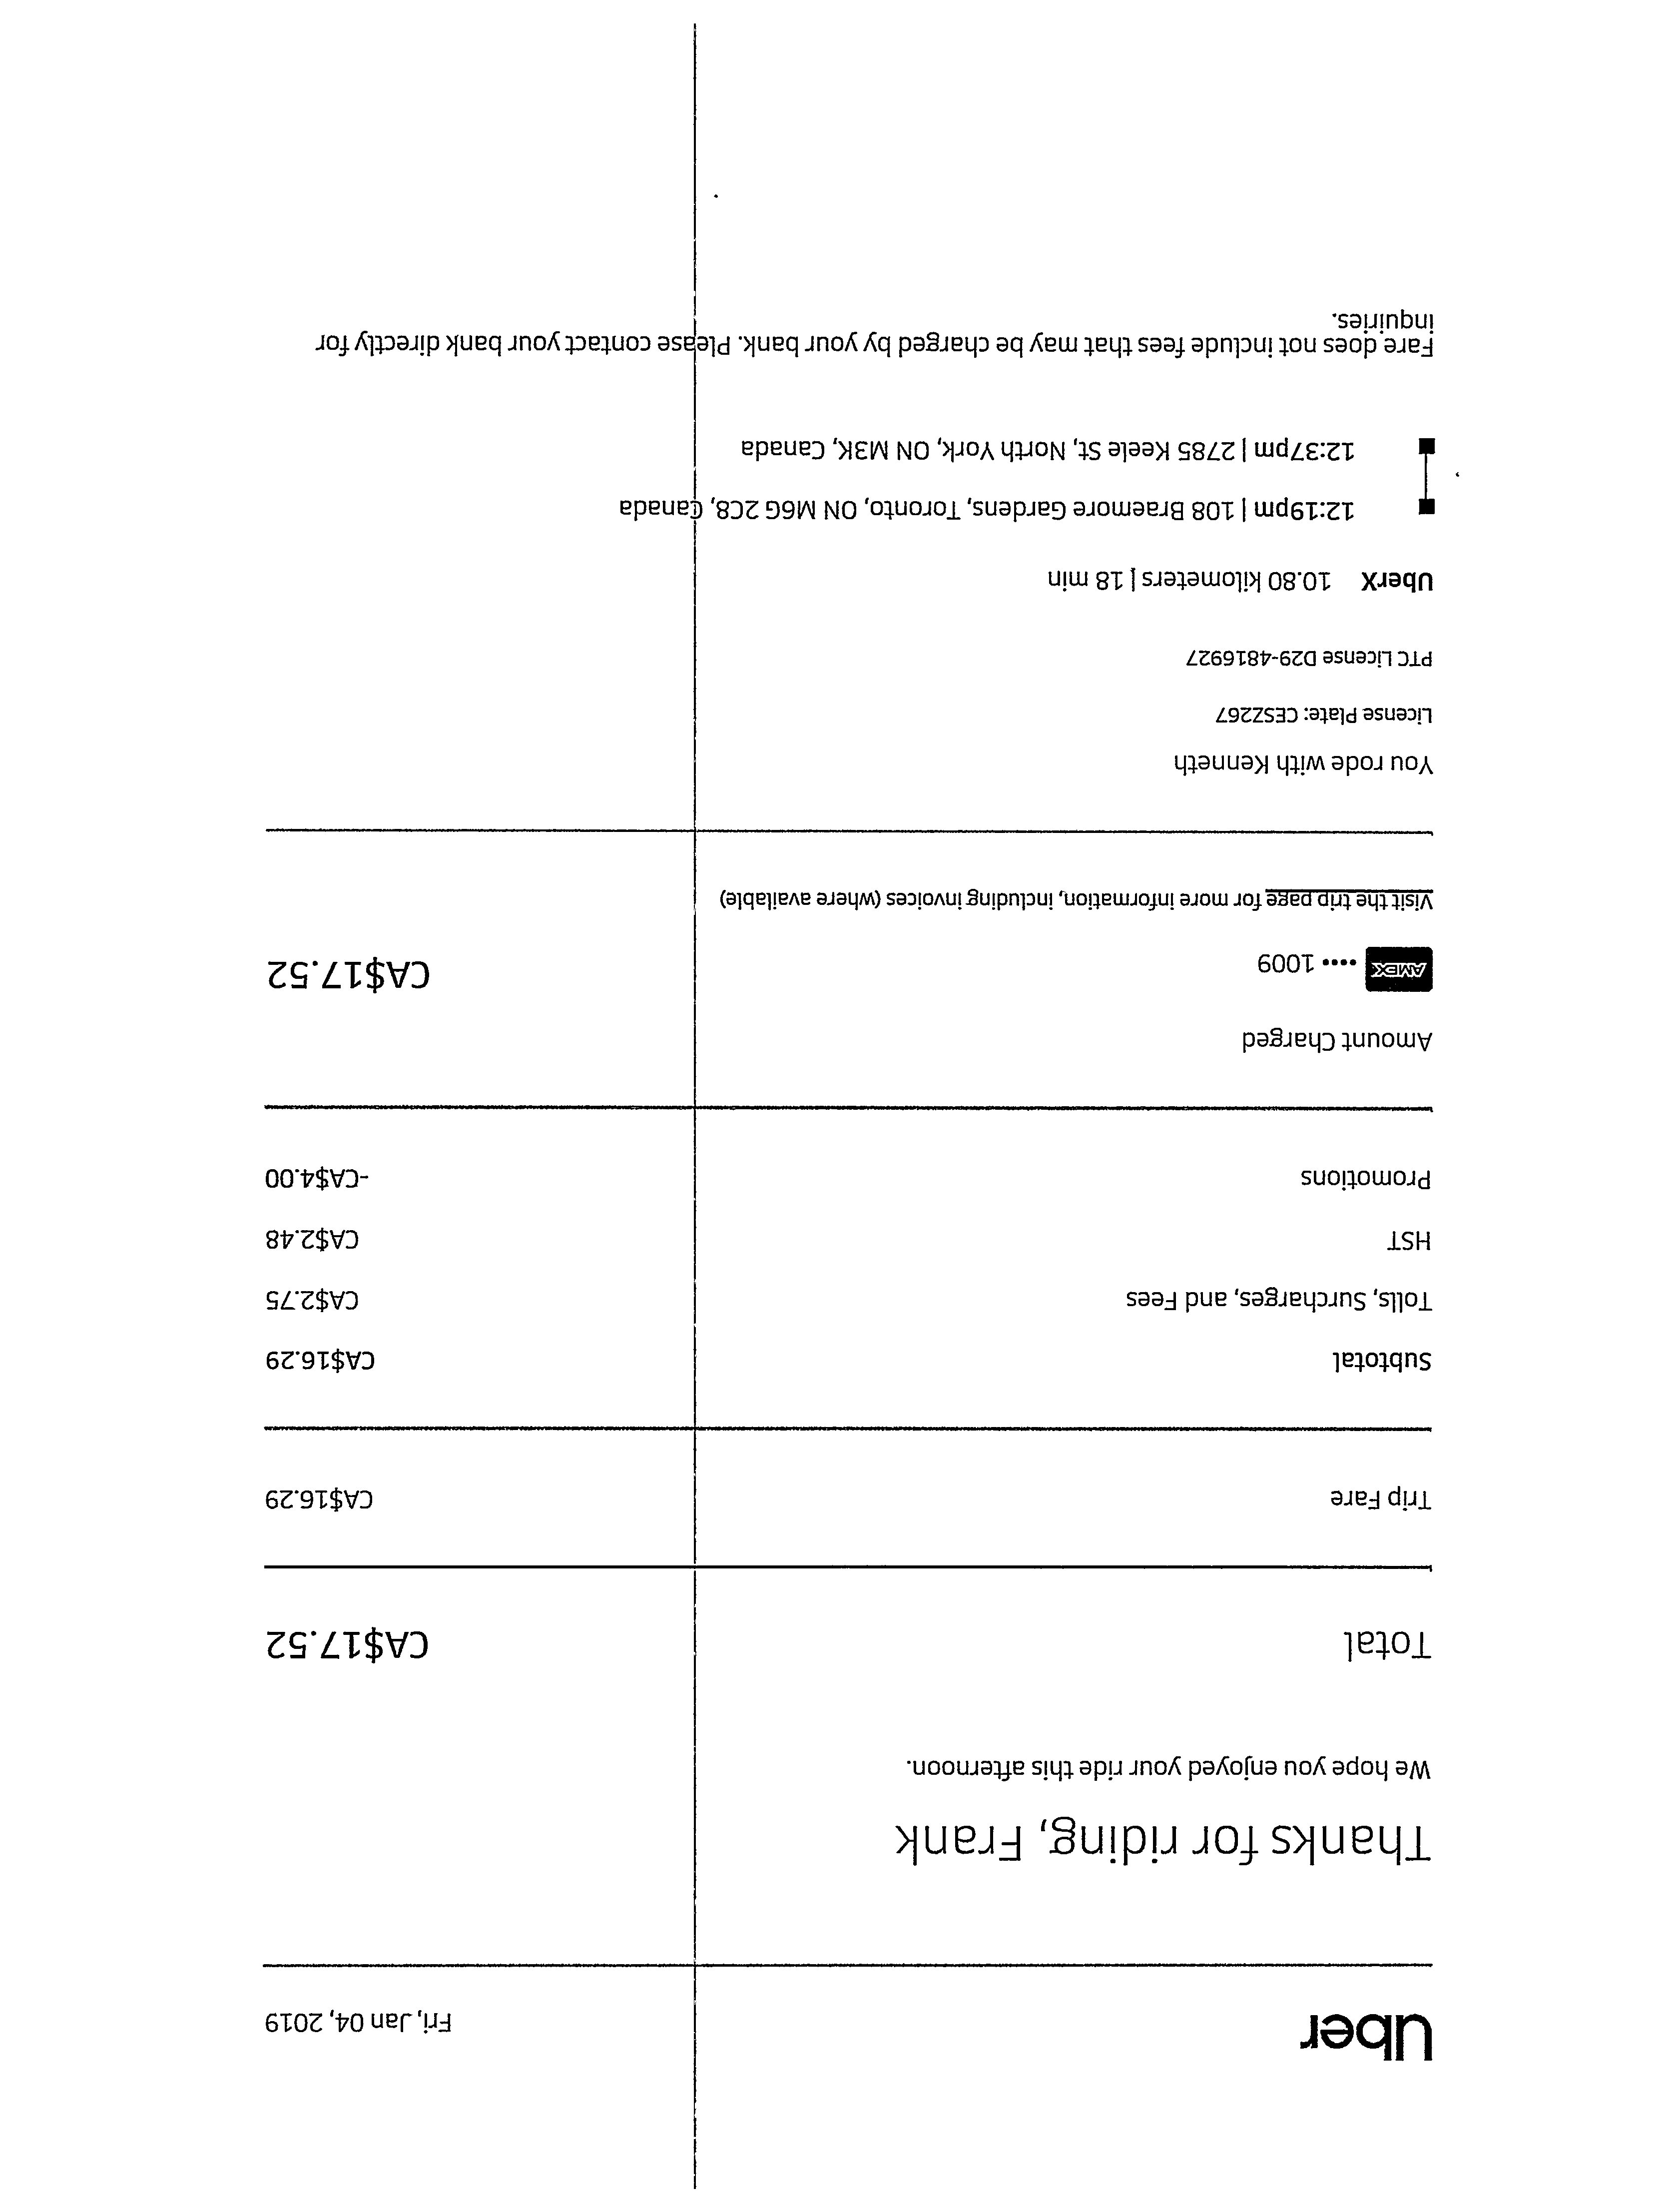 Uber
Fri, Jan 04, 2019
Thanks for riding, Frank
We hope you enjoyed your ride this afternoon.
Total CA$17.52
Trip Fare CA$16.29
Subtotal CA$16.29
Tolls, Surcharges, and Fees CA$2.75
HST CA$2.48
Promotions -CA$4.00
Amount Charged
AMEX •••• 1009 CA$17.52
Visit the trip page for more information, including invoices (where available)
You rode with Kenneth
License Plate: CESZ267
PTC License D29-4816927
UberX 10.80 kilometers | 18 min
12:19pm | 108 Braemore Gardens, Toronto, ON M6G 2C8, Canada
12:37pm | 2785 Keele St, North York, ON M3K, Canada
Fare does not include fees that may be charged by your bank. Please contact your bank directly for
inquiries.